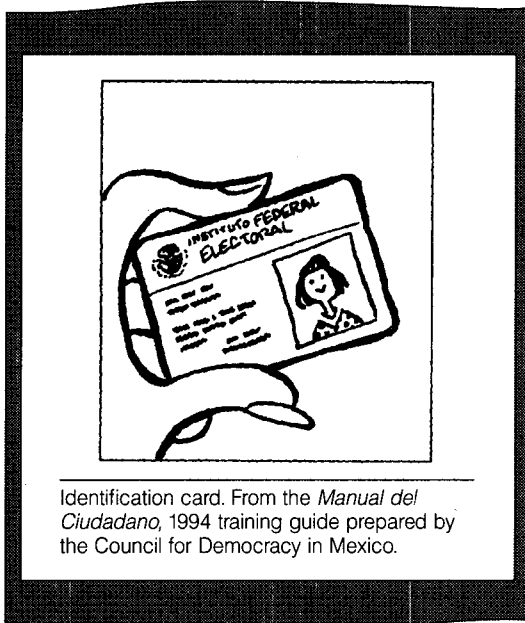 INSTITUTO FEDERAL
ELECTORAL
Identification card. From the Manual del
Ciudadano, 1994 training guide prepared by
the Council for Democracy in Mexico.